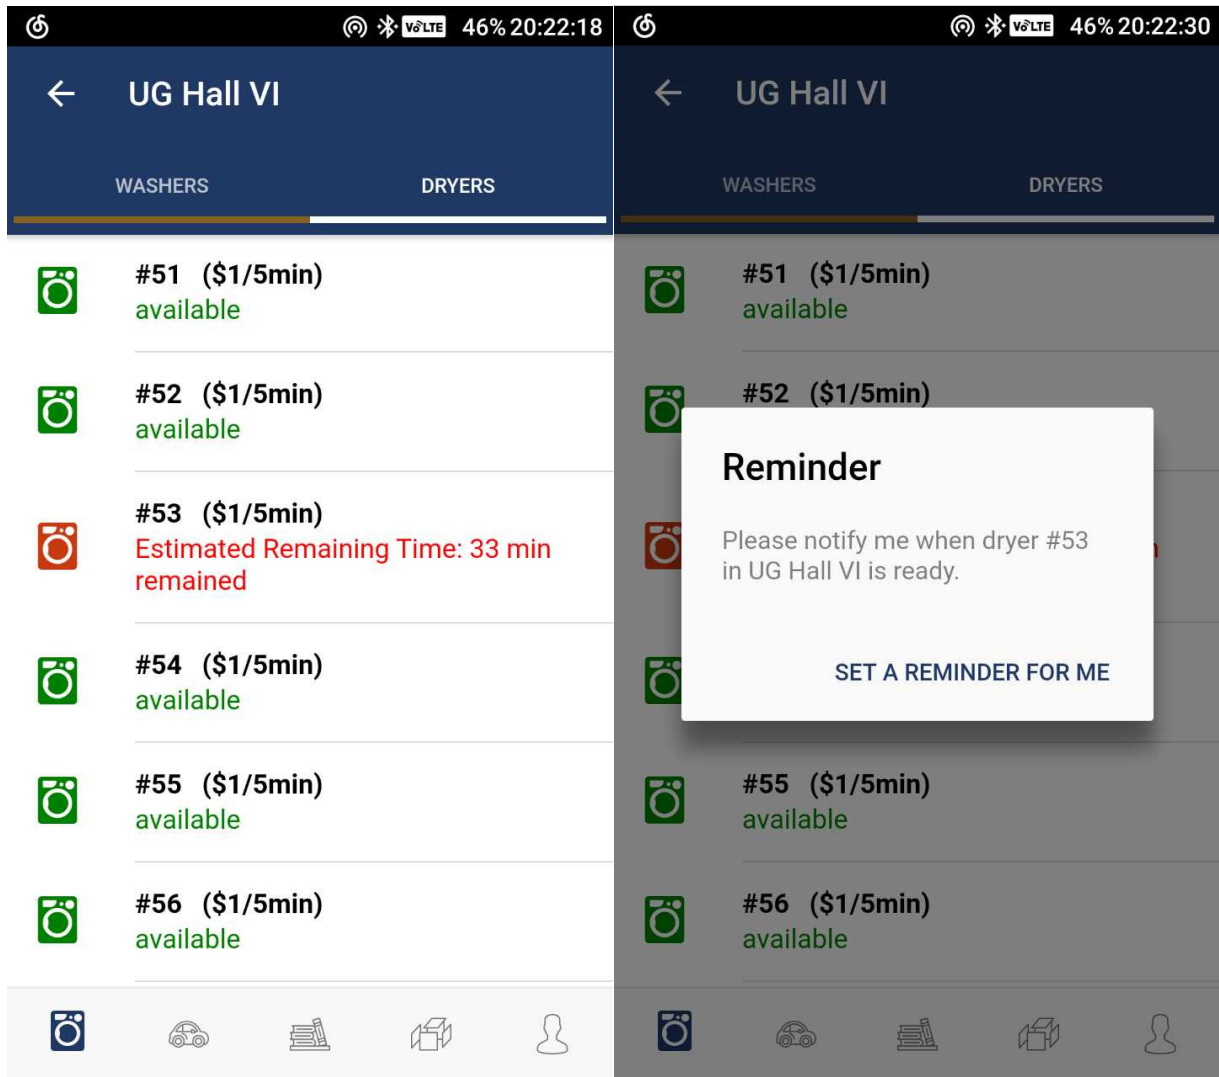 VoLTE 46% 20:22:18
UG Hall VI
WASHERS DRYERS
#51 ($1/5min)
available
#52 ($1/5min)
available
#53 ($1/5min)
Estimated Remaining Time: 33 min
remained
#54 ($1/5min)
available
#55 ($1/5min)
available
#56 ($1/5min)
available
VoLTE 46% 20:22:30
UG Hall VI
WASHERS DRYERS
#51 ($1/5min)
available
#52 ($1/5min)
Reminder
Please notify me when dryer #53
in UG Hall VI is ready.
SET A REMINDER FOR ME
#55 ($1/5min)
available
#56 ($1/5min)
available